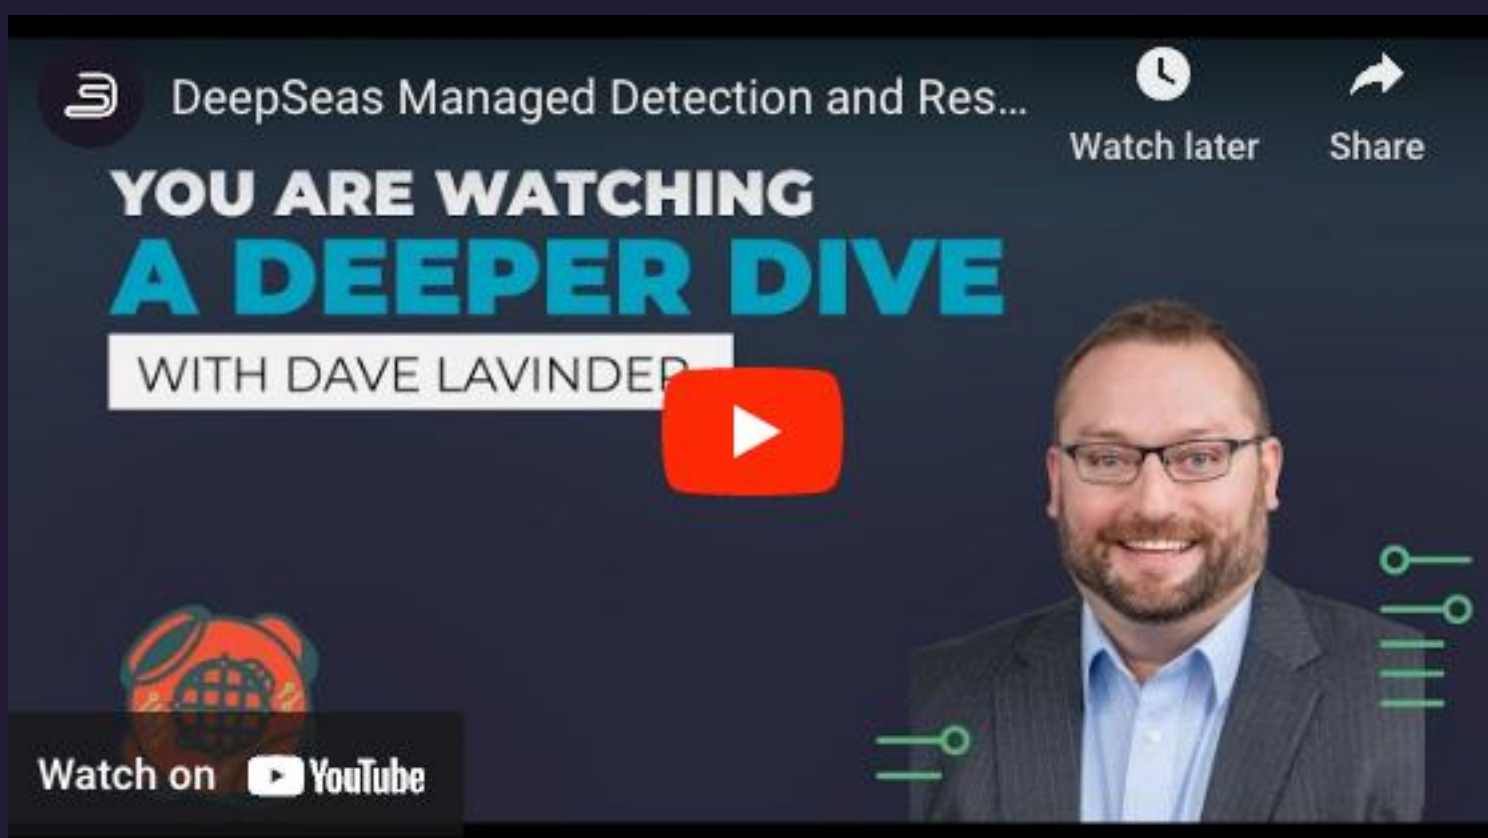 DeepSeas Managed Detection and Res...
Watch later
Share
YOU ARE WATCHING
A DEEPER DIVE
WITH DAVE LAVINDER
Watch on YouTube